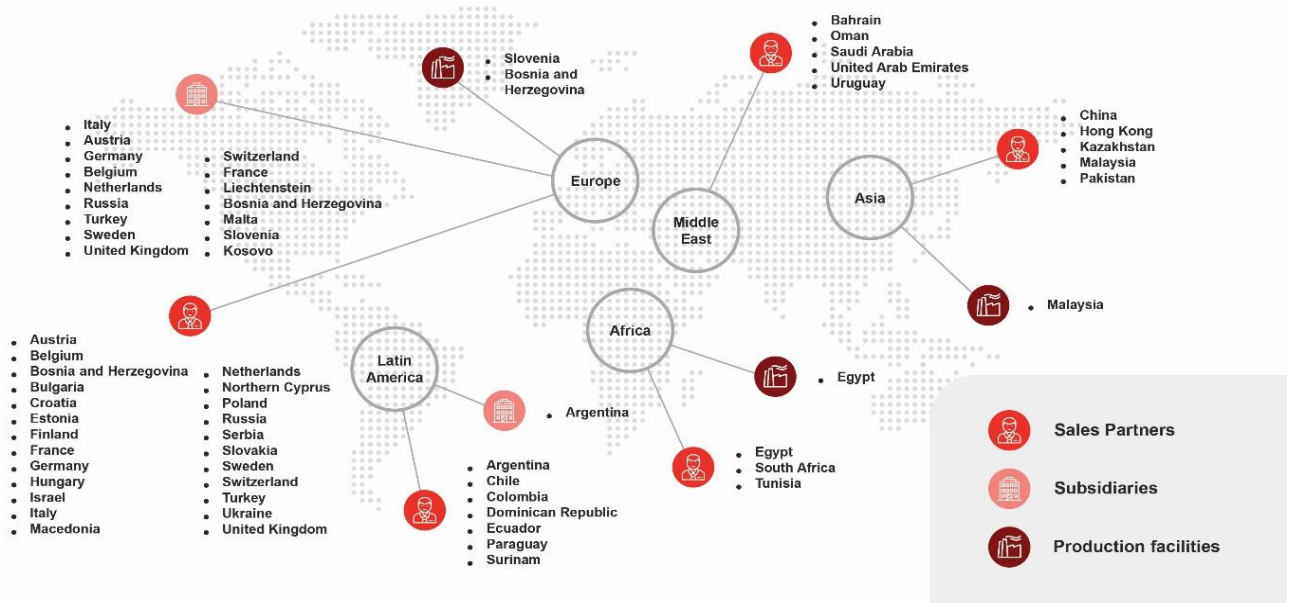 Slovenia
Bosnia and
Herzegovina
Europe
Italy
Austria
Germany
Belgium
Netherlands
Russia
Turkey
Sweden
United Kingdom
Switzerland
France
Liechtenstein
Bosnia and Herzegovina
Malta
Slovenia
Kosovo
Austria
Belgium
Bosnia and Herzegovina
Bulgaria
Croatia
Estonia
Finland
France
Germany
Hungary
Israel
Italy
Macedonia
Netherlands
Northern Cyprus
Poland
Russia
Serbia
Slovakia
Sweden
Switzerland
Turkey
Ukraine
United Kingdom
Bahrain
Oman
Saudi Arabia
United Arab Emirates
Uruguay
Middle
East
China
Hong Kong
Kazakhstan
Malaysia
Pakistan
Asia
Malaysia
Latin
America
Argentina
Argentina
Chile
Colombia
Dominican Republic
Ecuador
Paraguay
Surinam
Africa
Egypt
Egypt
South Africa
Tunisia
Sales Partners
Subsidiaries
Production facilities